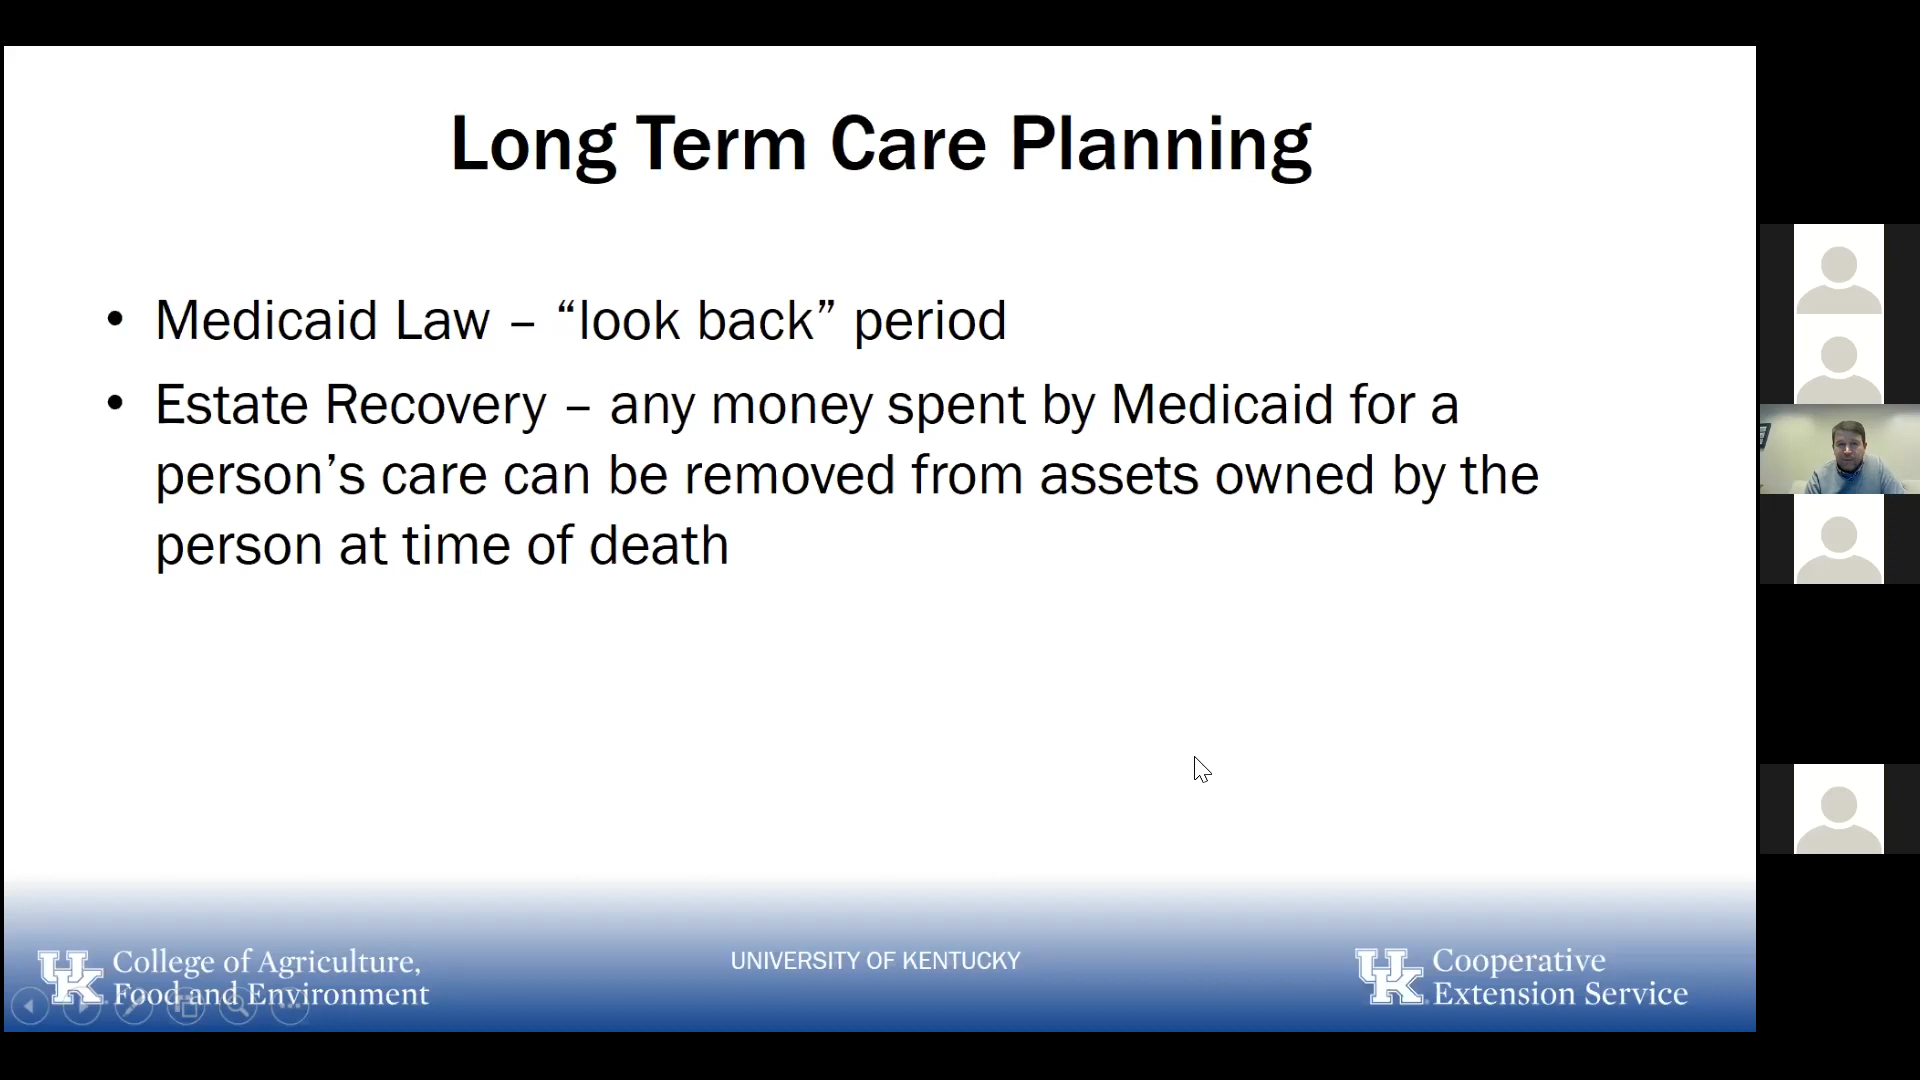 Long Term Care Planning
• Medicaid Law – “look back” period
• Estate Recovery – any money spent by Medicaid for a
person’s care can be removed from assets owned by the
person at time of death
UK College of Agriculture,
Food and Environment
UNIVERSITY OF KENTUCKY
UK Cooperative
Extension Service